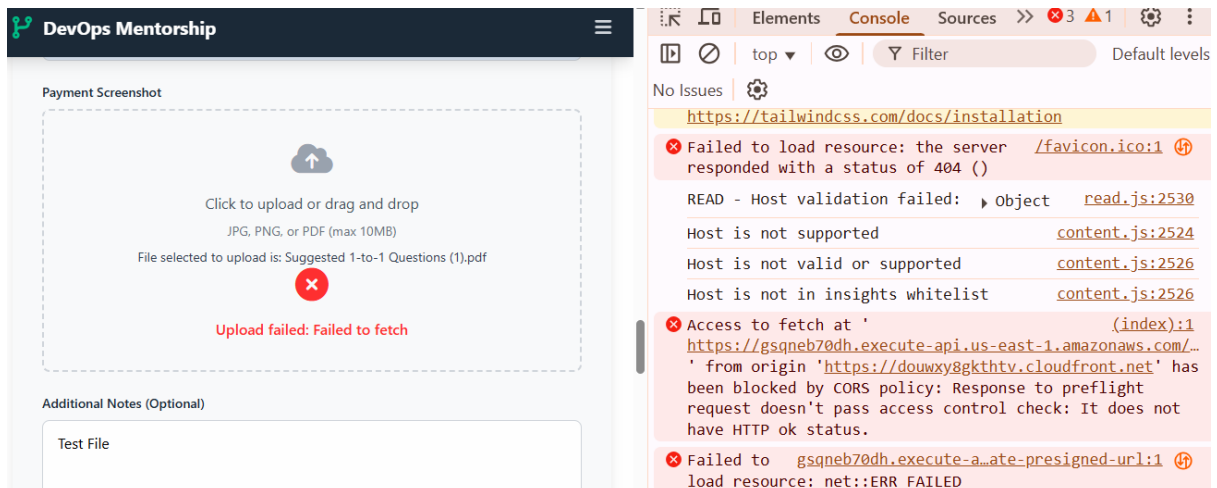 DevOps Mentorship
Payment Screenshot
Click to upload or drag and drop
JPG, PNG, or PDF (max 10MB)
File selected to upload is: Suggested 1-to-1 Questions (1).pdf
Upload failed: Failed to fetch
Additional Notes (Optional)
Test File
Elements Console Sources 3 1
top Filter Default levels
No Issues
https://tailwindcss.com/docs/installation
Failed to load resource: the server /favicon.ico:1
responded with a status of 404 ()
READ - Host validation failed: Object read.js:2530
Host is not supported content.js:2524
Host is not valid or supported content.js:2526
Host is not in insights whitelist content.js:2526
Access to fetch at ' (index):1
https://gsqneb70dh.execute-api.us-east-1.amazonaws.com/…
' from origin 'https://douwxy8gkthtv.cloudfront.net' has
been blocked by CORS policy: Response to preflight
request doesn't pass access control check: It does not
have HTTP ok status.
Failed to gsqneb70dh.execute-a…ate-presigned-url:1
load resource: net::ERR_FAILED